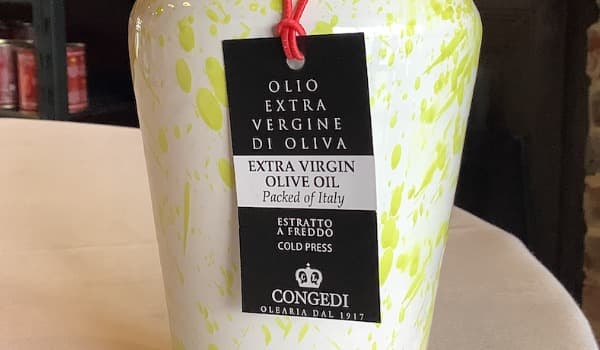 OLIO
EXTRA
VERGINE
DI OLIVA
EXTRA VIRGIN
OLIVE OIL
Packed of Italy
ESTRATTO
A FREDDO
COLD PRESS
CONGEDI
OLEARIA DAL 1917